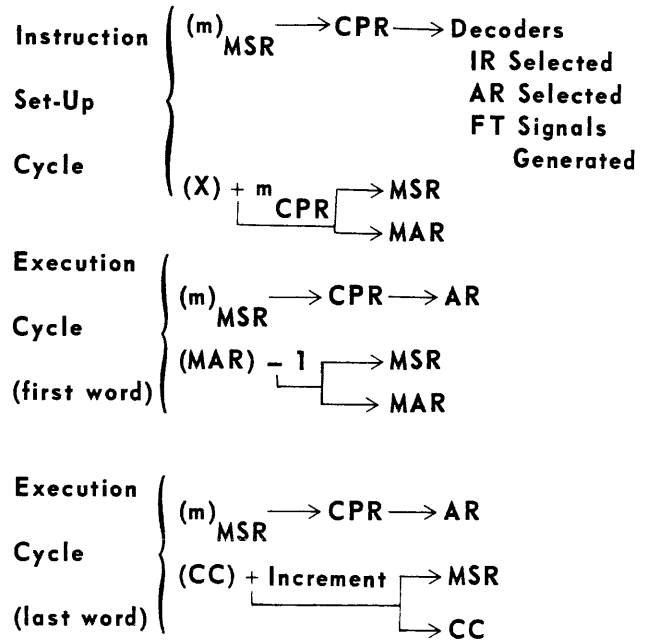 Instruction
Set-Up
Cycle
(m) MSR → CPR → Decoders
IR Selected
AR Selected
FT Signals
Generated
(X) + m CPR → MSR
→ MAR
Execution
Cycle
(first word)
(m) MSR → CPR → AR
(MAR) – 1 → MSR
→ MAR
Execution
Cycle
(last word)
(m) MSR → CPR → AR
(CC) + Increment → MSR
→ CC